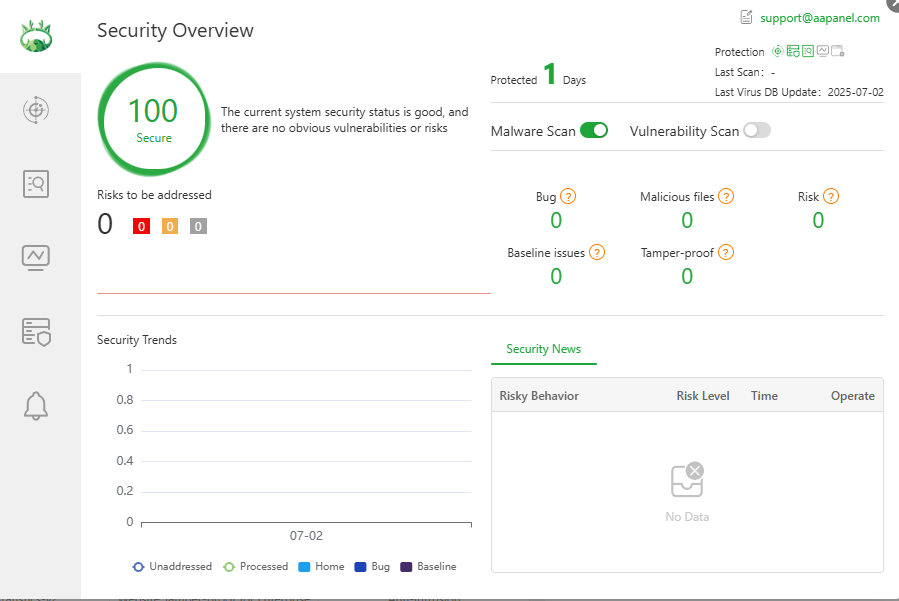 Security Overview
support@aapanel.com
Protection
Last Scan: -
Last Virus DB Update: 2025-07-02
Protected 1 Days
100
Secure
The current system security status is good, and
there are no obvious vulnerabilities or risks
Malware Scan
Vulnerability Scan
Risks to be addressed
0 0 0 0
Bug ?
0
Malicious files ?
0
Risk ?
0
Baseline issues ?
0
Tamper-proof ?
0
Security Trends
1
0.8
0.6
0.4
0.2
0
07-02
Unaddressed Processed Home Bug Baseline
Security News
Risky Behavior Risk Level Time Operate
No Data